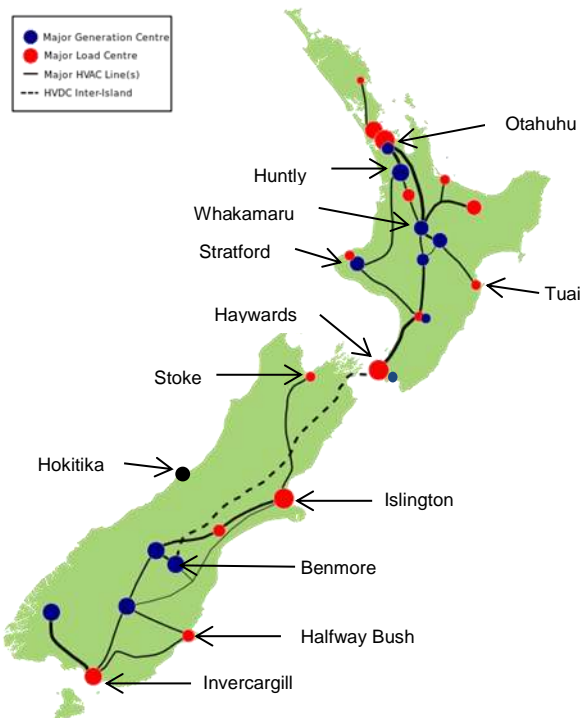 Major Generation Centre
Major Load Centre
Major HVAC Line(s)
HVDC Inter-Island
Otahuhu
Huntly
Whakamaru
Stratford
Tuai
Haywards
Stoke
Hokitika
Islington
Benmore
Halfway Bush
Invercargill